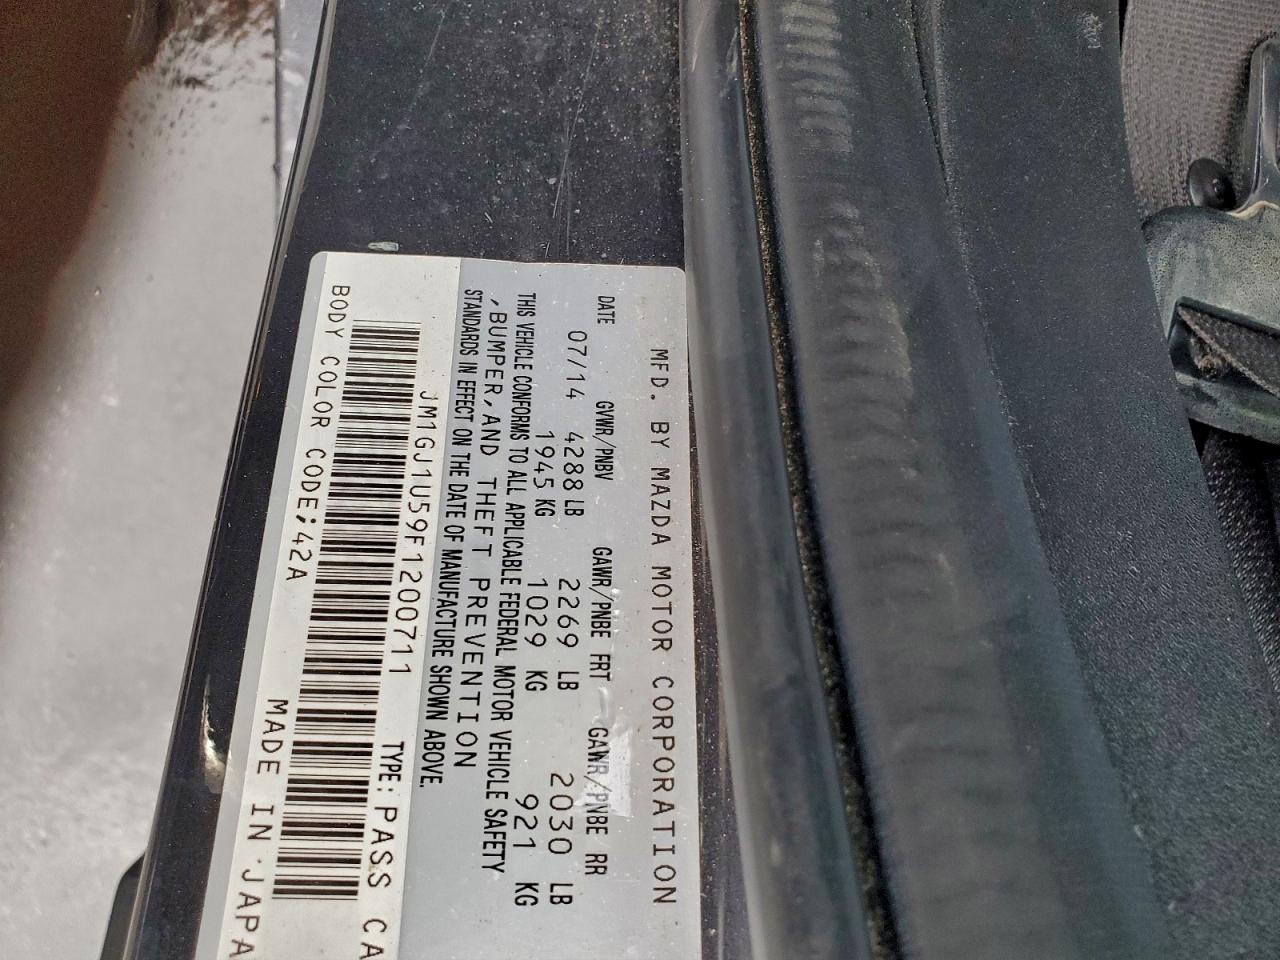 MFD. BY MAZDA MOTOR CORPORATION
DATE GVWR/PNBV GAWR/PNBE FRT GAWR/PVBE RR
07/14 4288 LB 2269 LB 2030 LB
1945 KG 1029 KG 921 KG
THIS VEHICLE CONFORMS TO ALL APPLICABLE FEDERAL MOTOR VEHICLE SAFETY
,BUMPER,AND THEFT PREVENTION
STANDARDS IN EFFECT ON THE DATE OF MANUFACTURE SHOWN ABOVE.
JM1GJ1U59F1200711 TYPE: PASS CA
BODY COLOR CODE;42A MADE IN JAPA